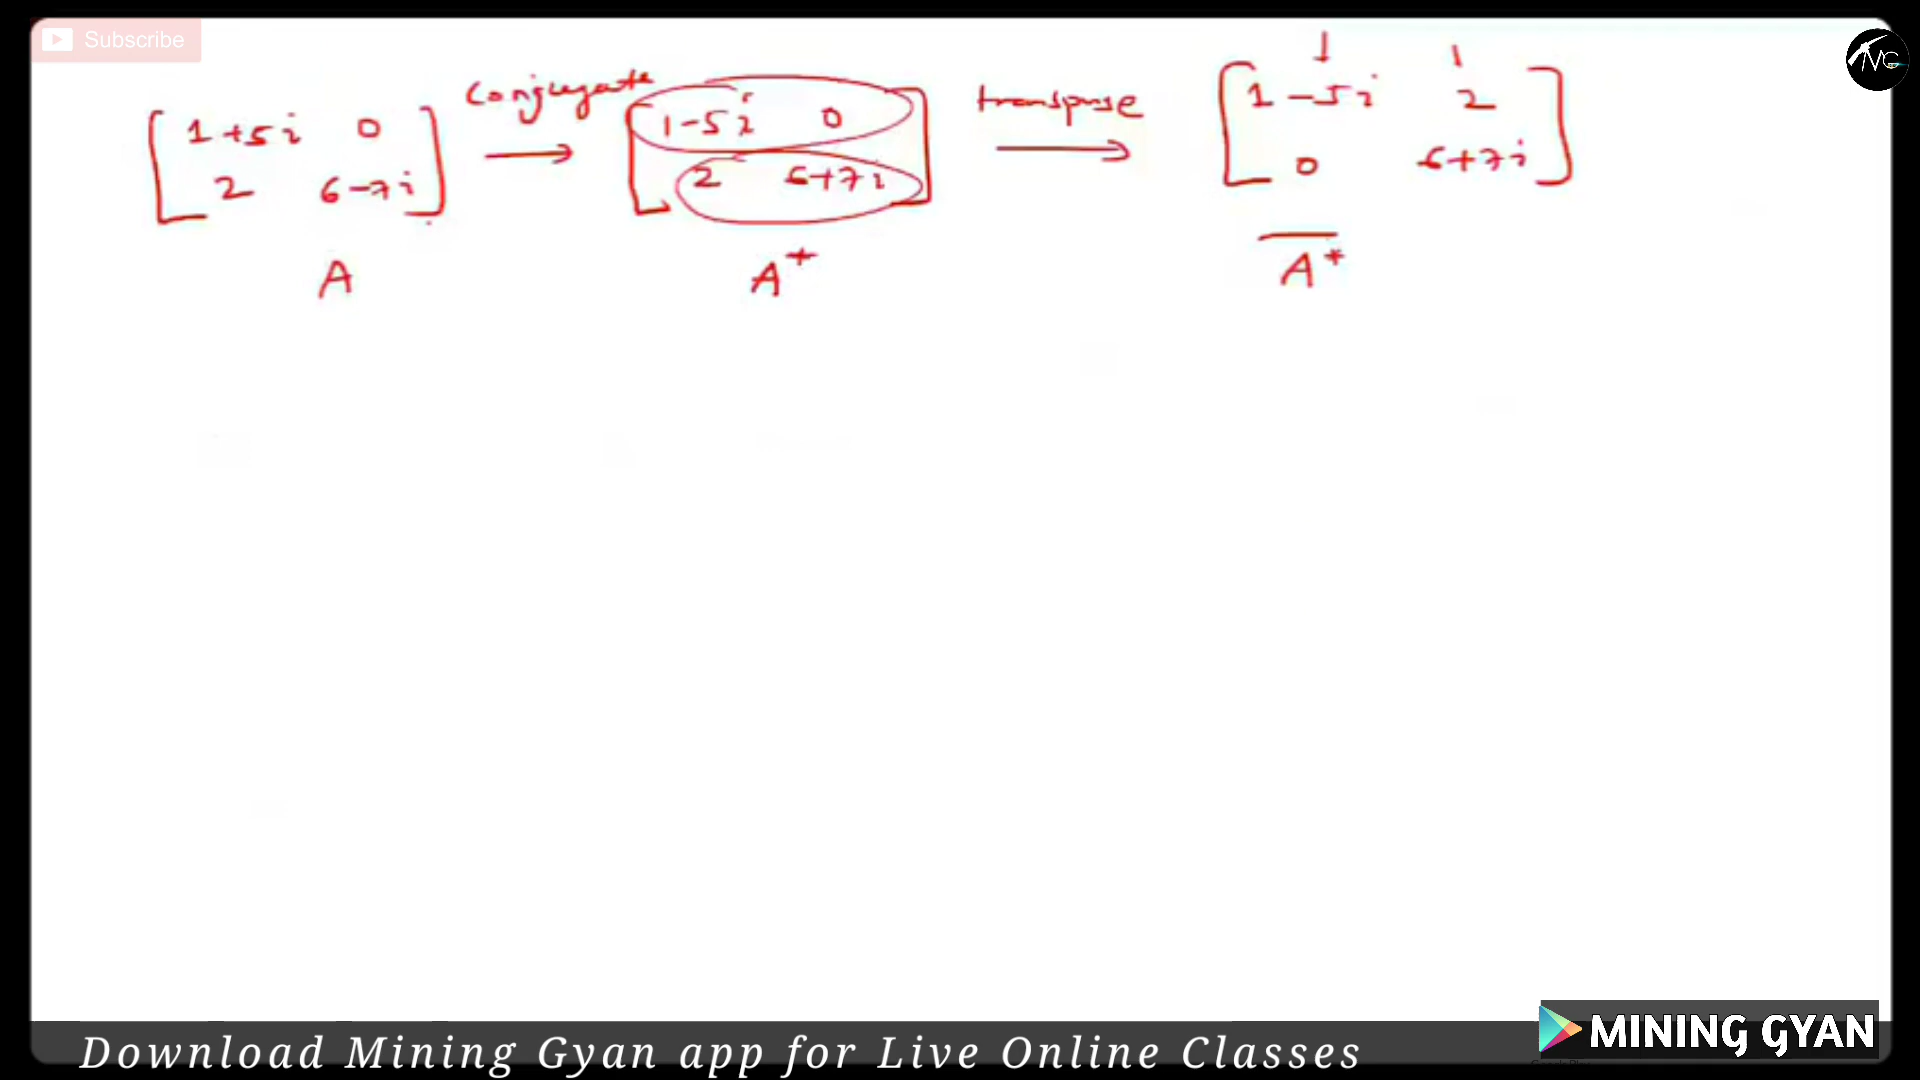 Subscribe
NG
[1+5i 0
2 6-7i]
A
Conjugate
→
[1-5i 0
2 6+7i]
A*
transpose
→
[1-5i 2
0 6+7i]
A̅*
Download Mining Gyan app for Live Online Classes
MINING GYAN